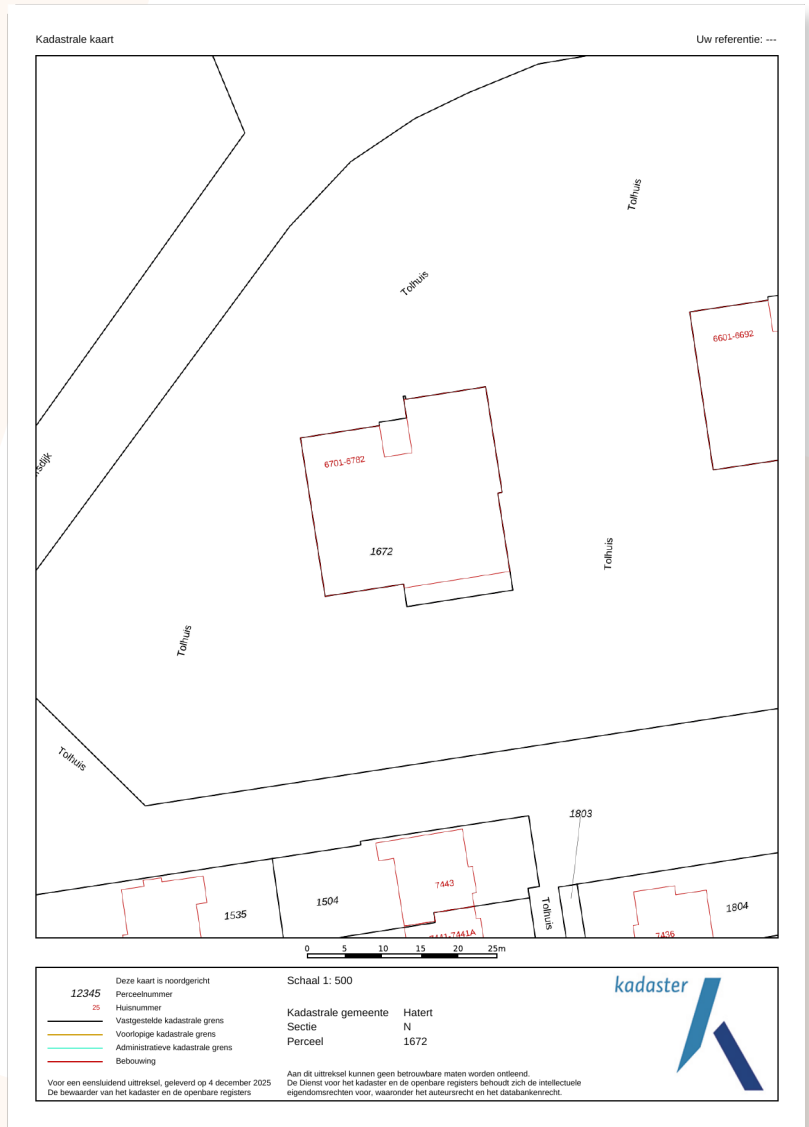 Kadastrale kaart
Uw referentie: ---
Tolhuis
Tolhuis
6601-6692
6701-6782
1672
Tolhuis
Tolhuis
Tolhuis
1803
7443
1504
1535
Tolhuis
1804
7441-7441A
7436
0 5 10 15 20 25m
Deze kaart is noordgericht
12345 Perceelnummer
25 Huisnummer
Vastgestelde kadastrale grens
Voorlopige kadastrale grens
Administratieve kadastrale grens
Bebouwing
Voor een eensluidend uittreksel, geleverd op 4 december 2025
De bewaarder van het kadaster en de openbare registers
Schaal 1: 500
Kadastrale gemeente Hatert
Sectie N
Perceel 1672
Aan dit uittreksel kunnen geen betrouwbare maten worden ontleend.
De Dienst voor het kadaster en de openbare registers behoudt zich de intellectuele
eigendomsrechten voor, waaronder het auteursrecht en het databankenrecht.
kadaster